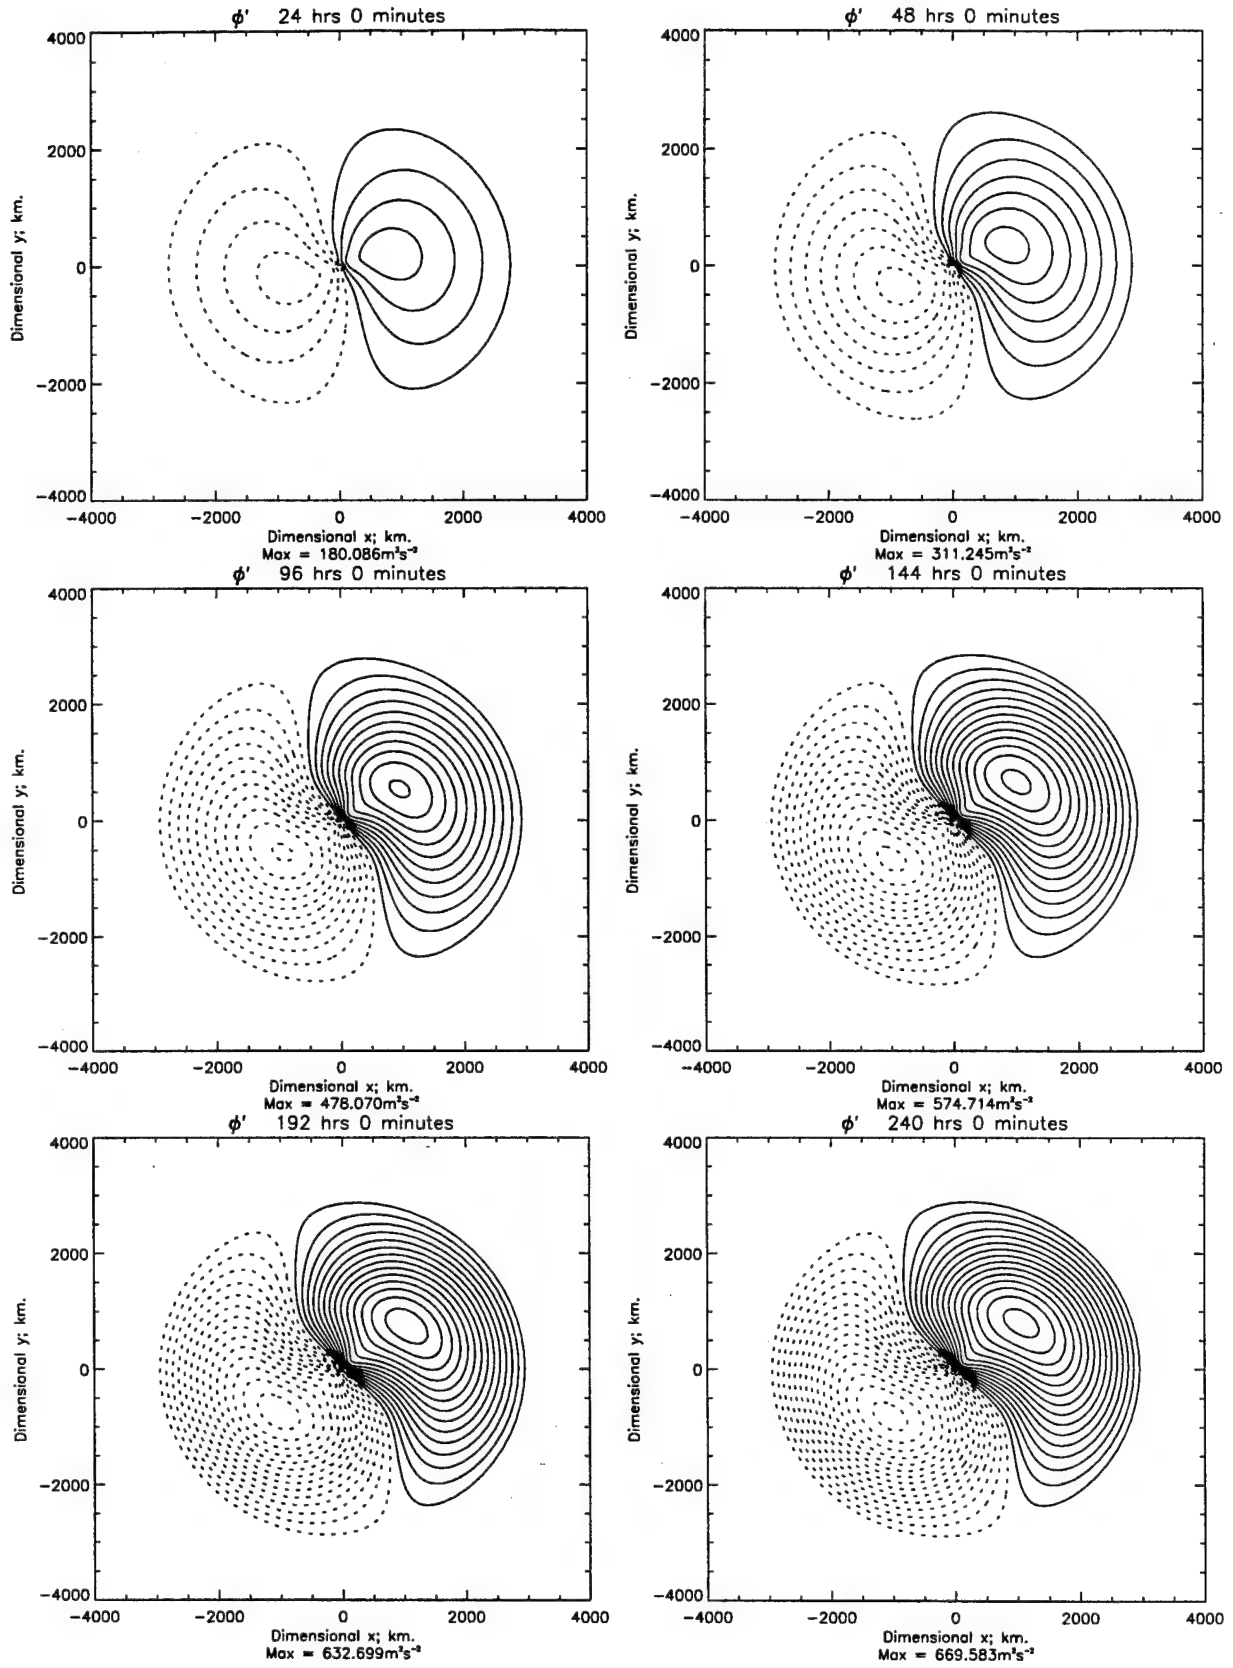 ϕ' 24 hrs 0 minutes
4000
2000
0
−2000
−4000
Dimensional y; km.
−4000 −2000 0 2000 4000
Dimensional x; km.
Max = 180.086m²s⁻²
ϕ' 48 hrs 0 minutes
4000
2000
0
−2000
−4000
Dimensional y; km.
−4000 −2000 0 2000 4000
Dimensional x; km.
Max = 311.245m²s⁻²
ϕ' 96 hrs 0 minutes
4000
2000
0
−2000
−4000
Dimensional y; km.
−4000 −2000 0 2000 4000
Dimensional x; km.
Max = 478.070m²s⁻²
ϕ' 144 hrs 0 minutes
4000
2000
0
−2000
−4000
Dimensional y; km.
−4000 −2000 0 2000 4000
Dimensional x; km.
Max = 574.714m²s⁻²
ϕ' 192 hrs 0 minutes
4000
2000
0
−2000
−4000
Dimensional y; km.
−4000 −2000 0 2000 4000
Dimensional x; km.
Max = 632.699m²s⁻²
ϕ' 240 hrs 0 minutes
4000
2000
0
−2000
−4000
Dimensional y; km.
−4000 −2000 0 2000 4000
Dimensional x; km.
Max = 669.583m²s⁻²